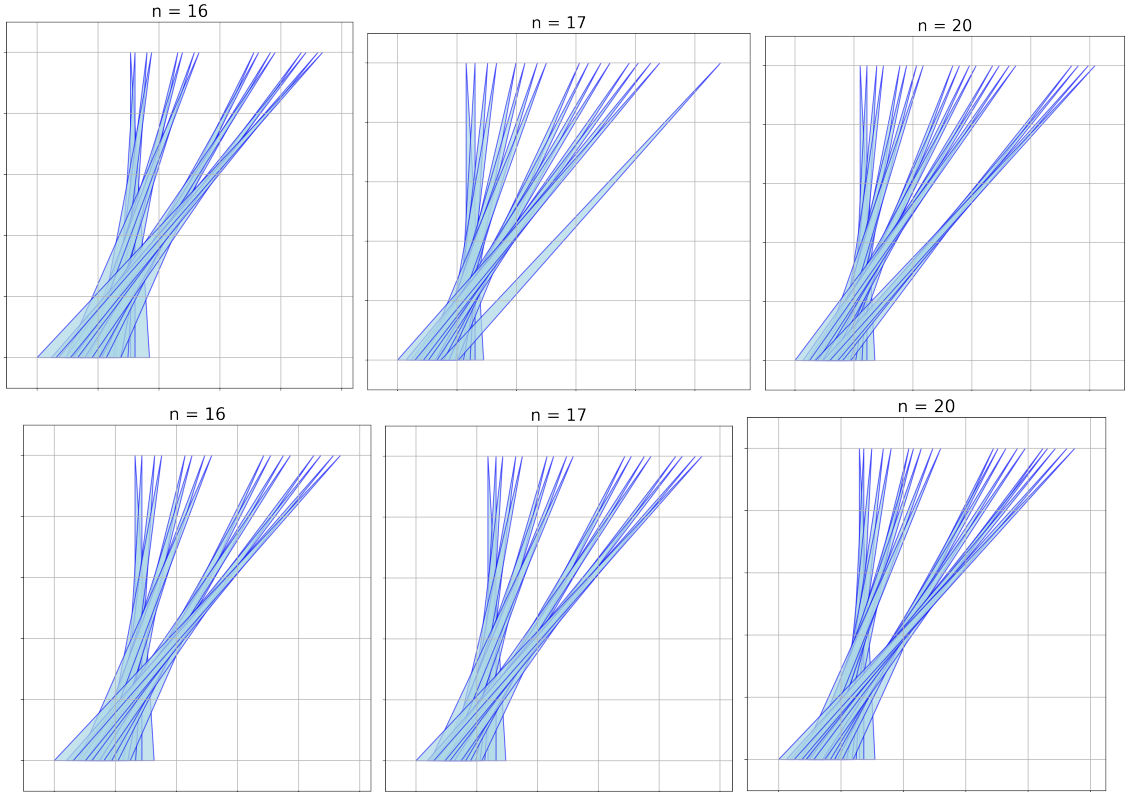 n = 16
n = 17
n = 20
n = 16
n = 17
n = 20